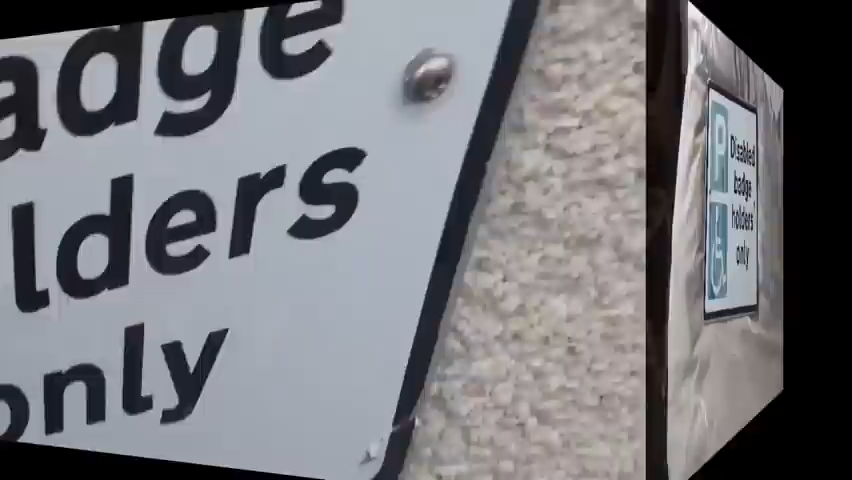 adge
lders
only
P
Disabled
badge
holders
only